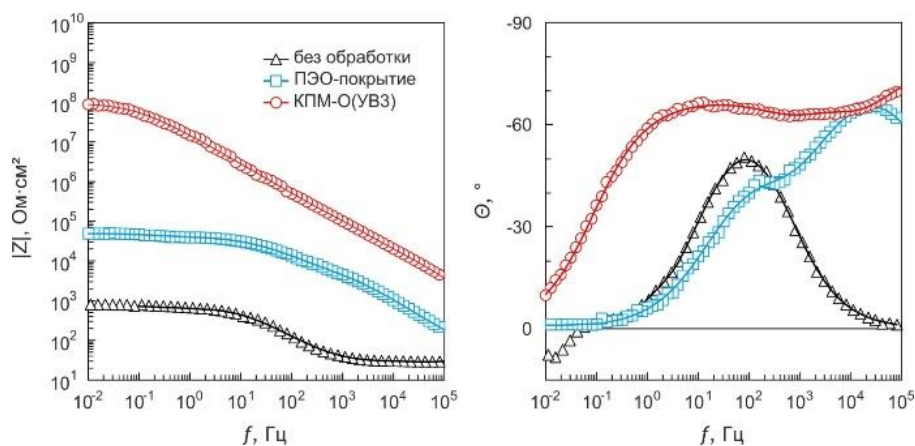 10¹⁰
10⁹
10⁸
10⁷
10⁶
10⁵
10⁴
10³
10²
10¹
|Z|, Ом·см²
без обработки
ПЭО-покрытие
КПМ-О(УВ3)
10⁻² 10⁻¹ 10⁰ 10¹ 10² 10³ 10⁴ 10⁵
f, Гц
-90
-60
-30
0
Θ, °
10⁻² 10⁻¹ 10⁰ 10¹ 10² 10³ 10⁴ 10⁵
f, Гц